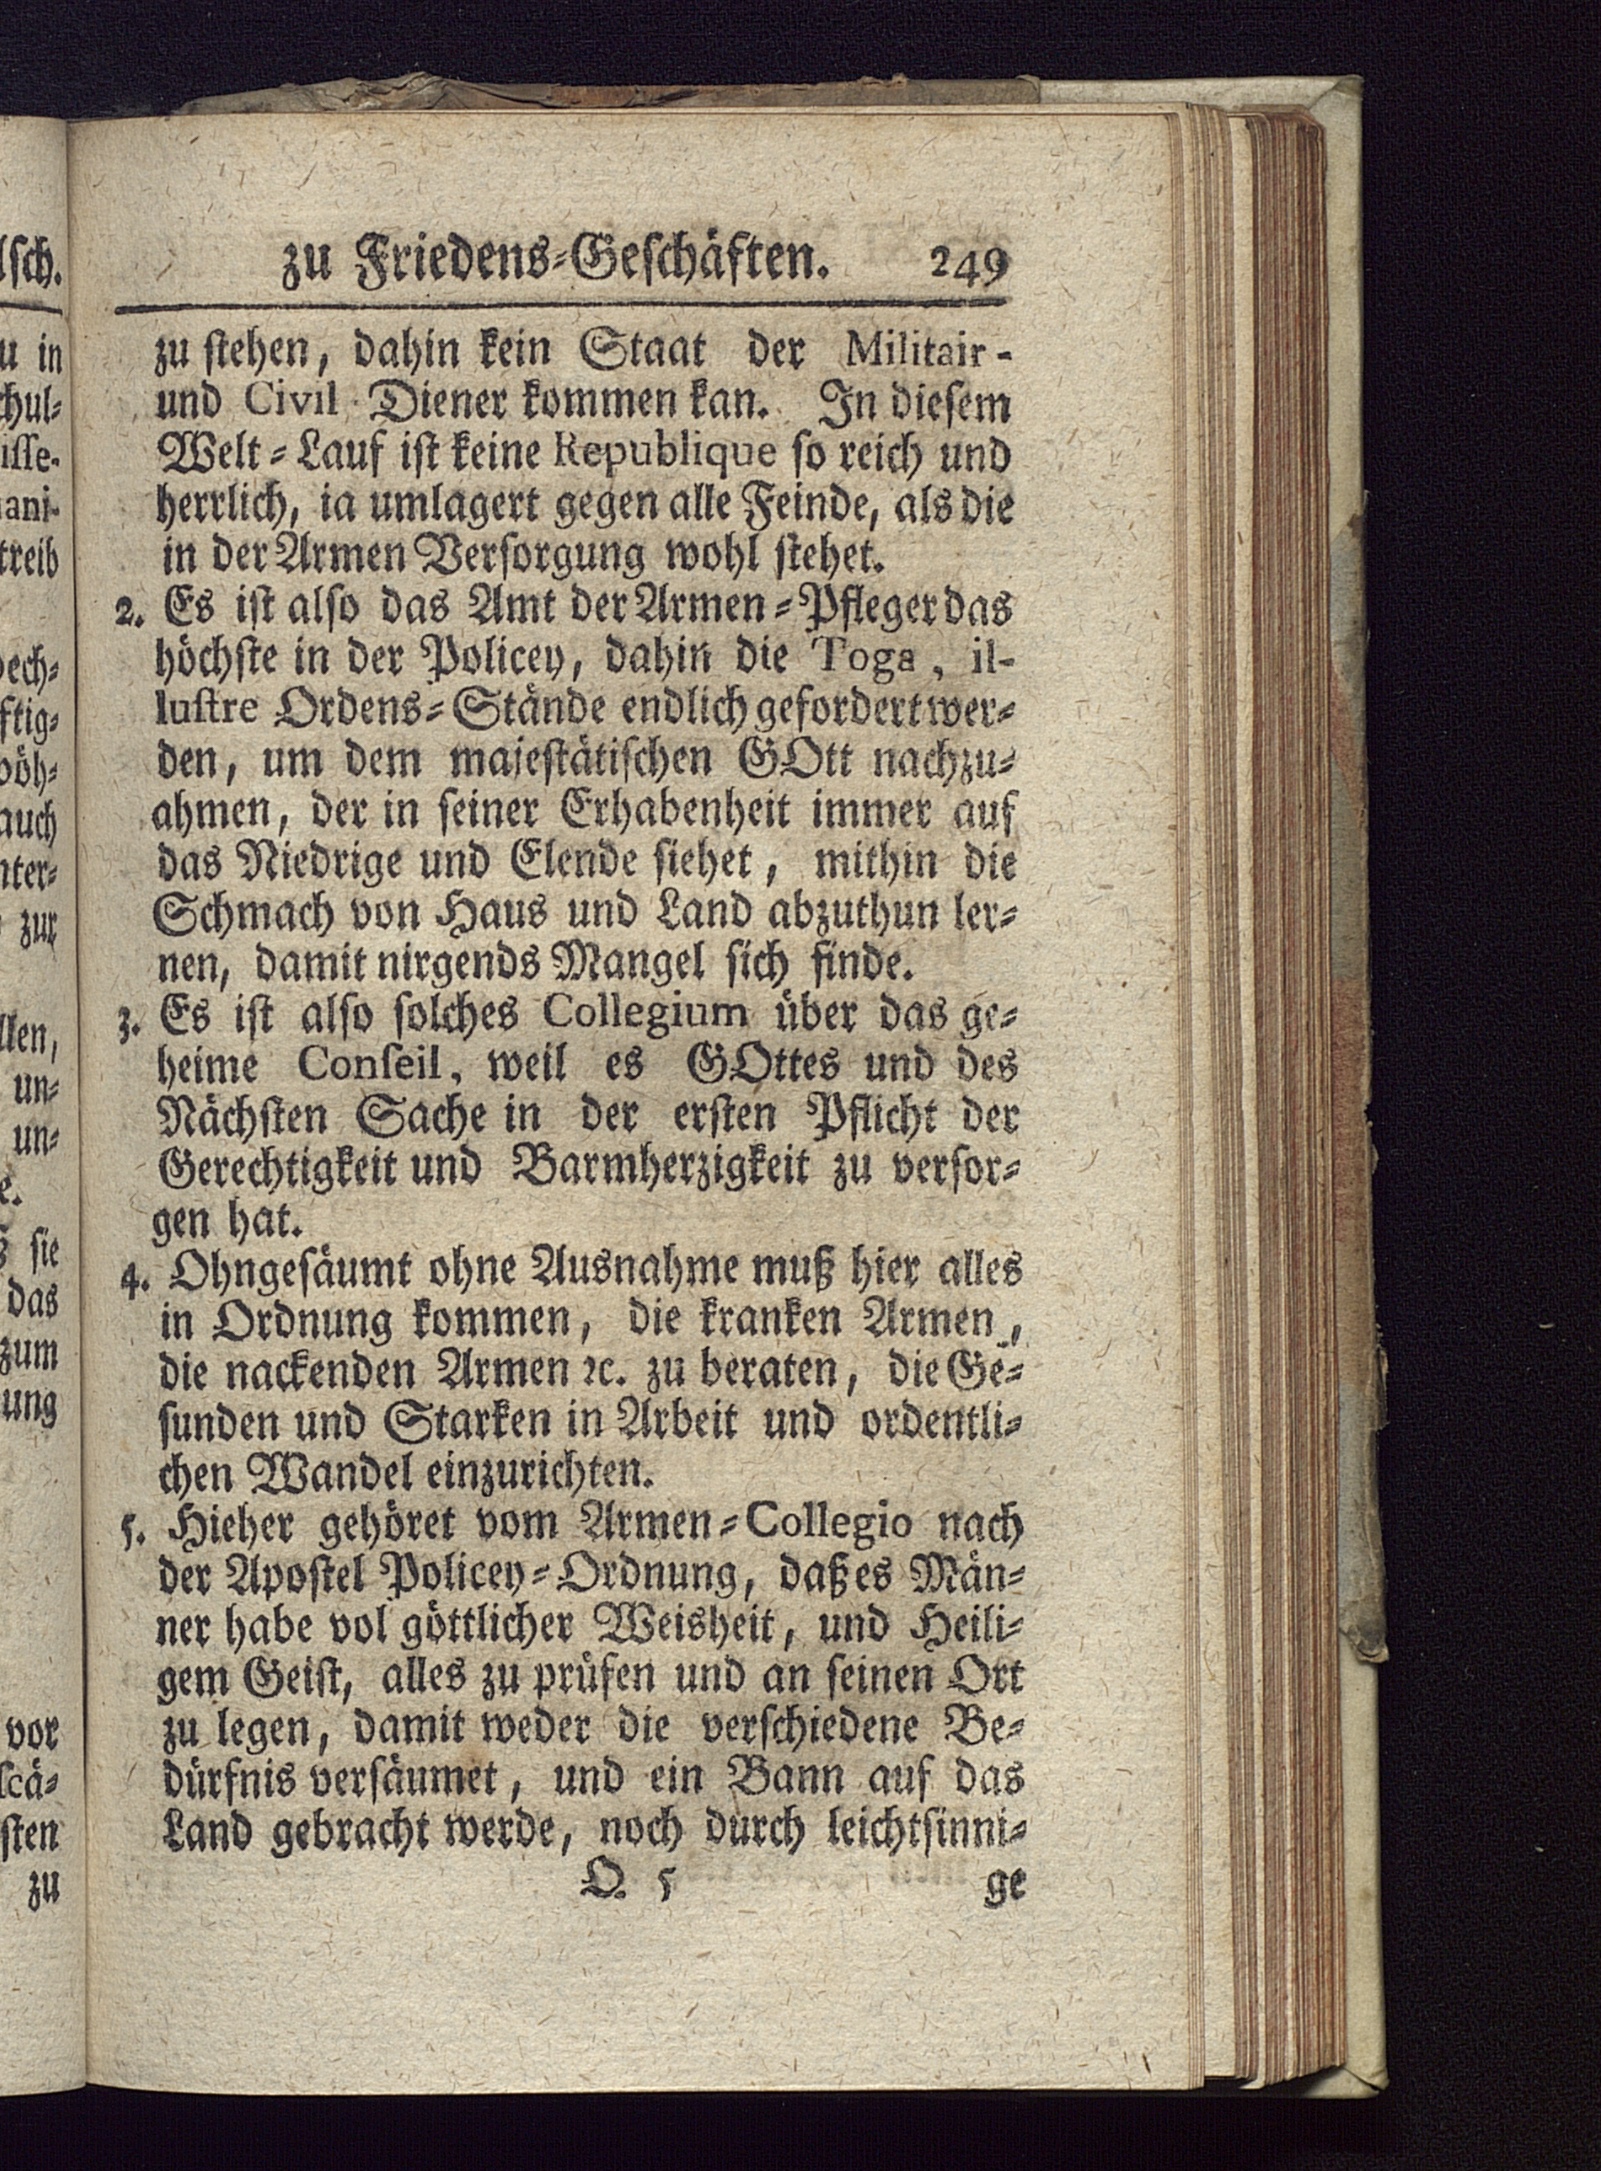 zu Friedens-Geschäften. 249
zu stehen, dahin kein Staat der Militair-
und Civil Diener kommen kan. In diesem
Welt-Lauf ist keine Republique so reich und
herrlich, ia umlagert gegen alle Feinde, als die
in der Armen Versorgung wohl stehet.
2. Es ist also das Amt der Armen-Pfleger das
höchste in der Policey, dahin die Toga, il-
lustre Ordens-Stände endlich gefordert wer-
den, um dem majestätischen GOtt nachzu-
ahmen, der in seiner Erhabenheit immer auf
das Niedrige und Elende siehet, mithin die
Schmach von Haus und Land abzuthun ler-
nen, damit nirgends Mangel sich finde.
3. Es ist also solches Collegium über das ge-
heime Conseil, weil es GOttes und des
Nächsten Sache in der ersten Pflicht der
Gerechtigkeit und Barmherzigkeit zu versor-
gen hat.
4. Ohngesäumt ohne Ausnahme muß hier alles
in Ordnung kommen, die kranken Armen,
die nackenden Armen ꝛc. zu beraten, die Ge-
sunden und Starken in Arbeit und ordentli-
chen Wandel einzurichten.
5. Hieher gehöret vom Armen-Collegio nach
der Apostel Policey-Ordnung, daß es Män-
ner habe vol göttlicher Weisheit, und Heili-
gem Geist, alles zu prüfen und an seinen Ort
zu legen, damit weder die verschiedene Be-
dürfnis versäumet, und ein Bann auf das
Land gebracht werde, noch durch leichtsinni-
Q 5 ge